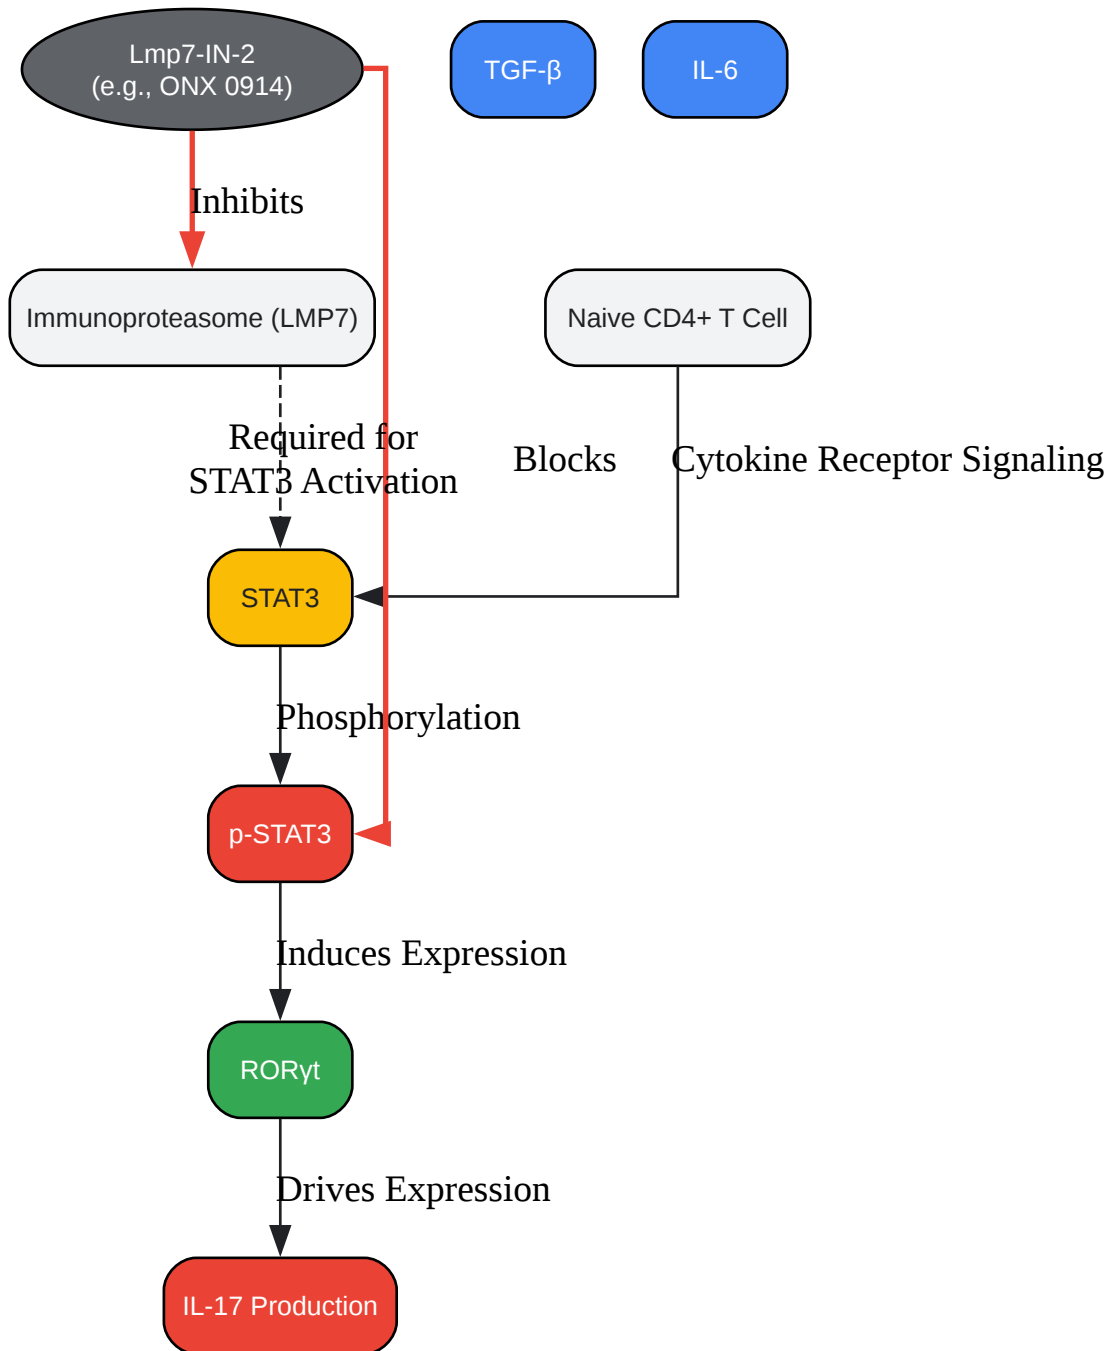 Lmp7-IN-2
(e.g., ONX 0914)
TGF-β
IL-6
Inhibits
Immunoproteasome (LMP7)
Naive CD4+ T Cell
Required for
STAT3 Activation
Blocks
Cytokine Receptor Signaling
STAT3
Phosphorylation
p-STAT3
Induces Expression
RORγt
Drives Expression
IL-17 Production